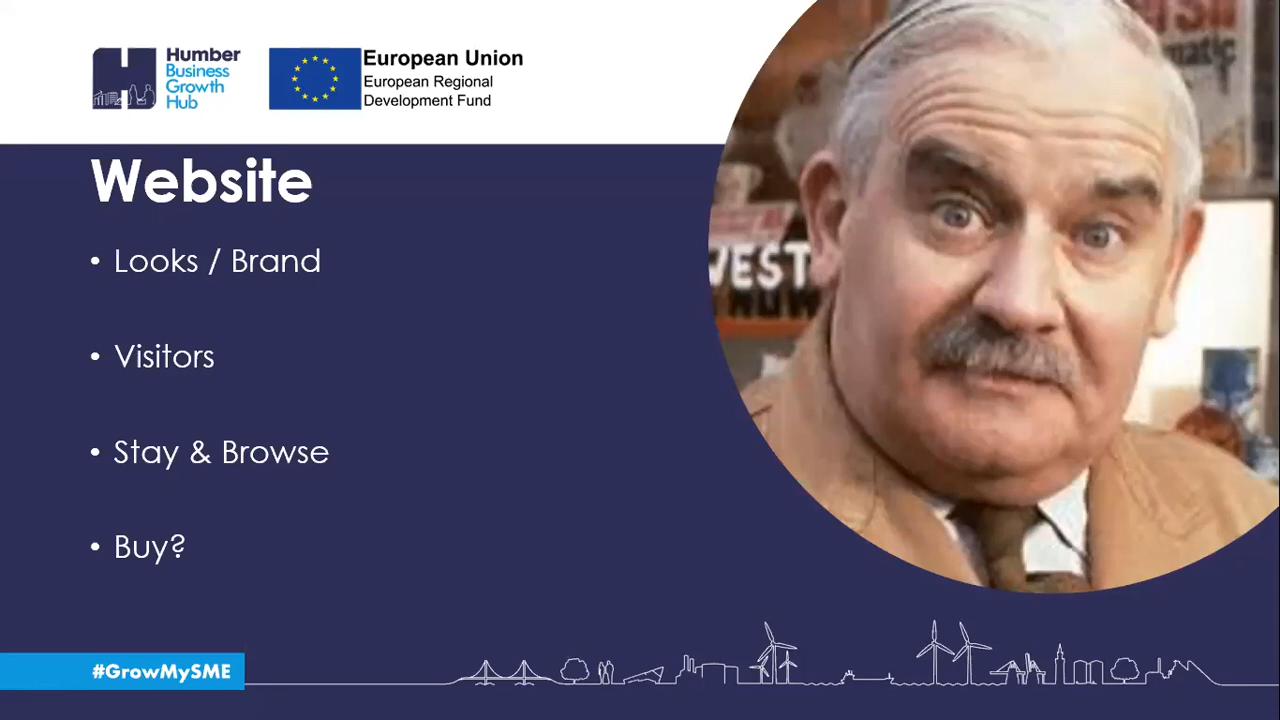 Humber
Business
Growth
Hub
European Union
European Regional
Development Fund
Website
• Looks / Brand
• Visitors
• Stay & Browse
• Buy?
#GrowMySME